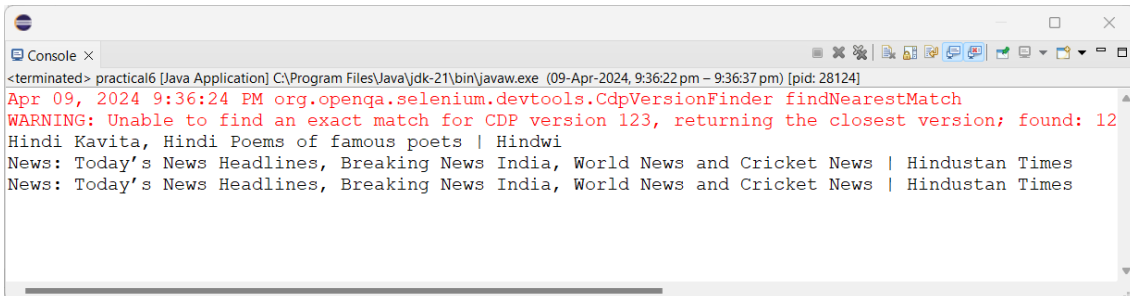 Console
<terminated> practical6 [Java Application] C:\Program Files\Java\jdk-21\bin\javaw.exe (09-Apr-2024, 9:36:22 pm – 9:36:37 pm) [pid: 28124]
Apr 09, 2024 9:36:24 PM org.openqa.selenium.devtools.CdpVersionFinder findNearestMatch
WARNING: Unable to find an exact match for CDP version 123, returning the closest version; found: 12
Hindi Kavita, Hindi Poems of famous poets | Hindwi
News: Today’s News Headlines, Breaking News India, World News and Cricket News | Hindustan Times
News: Today’s News Headlines, Breaking News India, World News and Cricket News | Hindustan Times